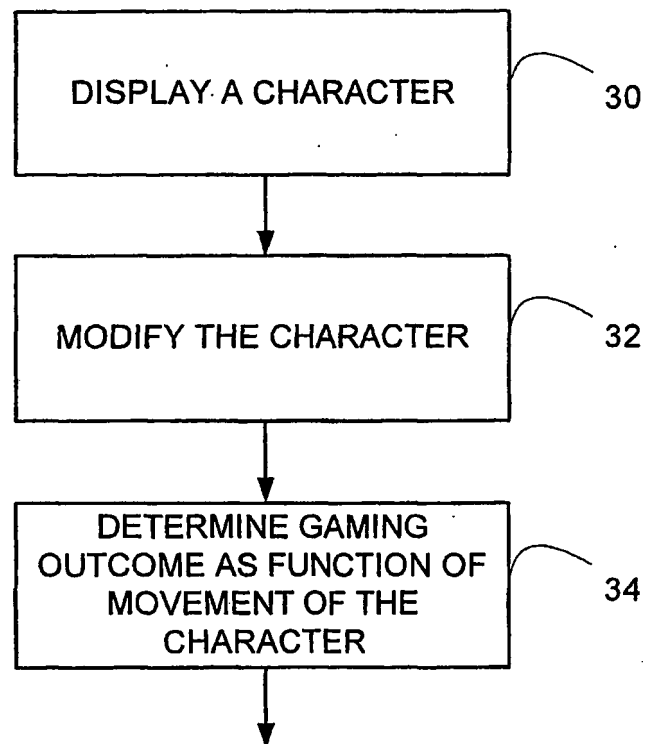 DISPLAY A CHARACTER
30
MODIFY THE CHARACTER
32
DETERMINE GAMING
OUTCOME AS FUNCTION OF
MOVEMENT OF THE
CHARACTER
34